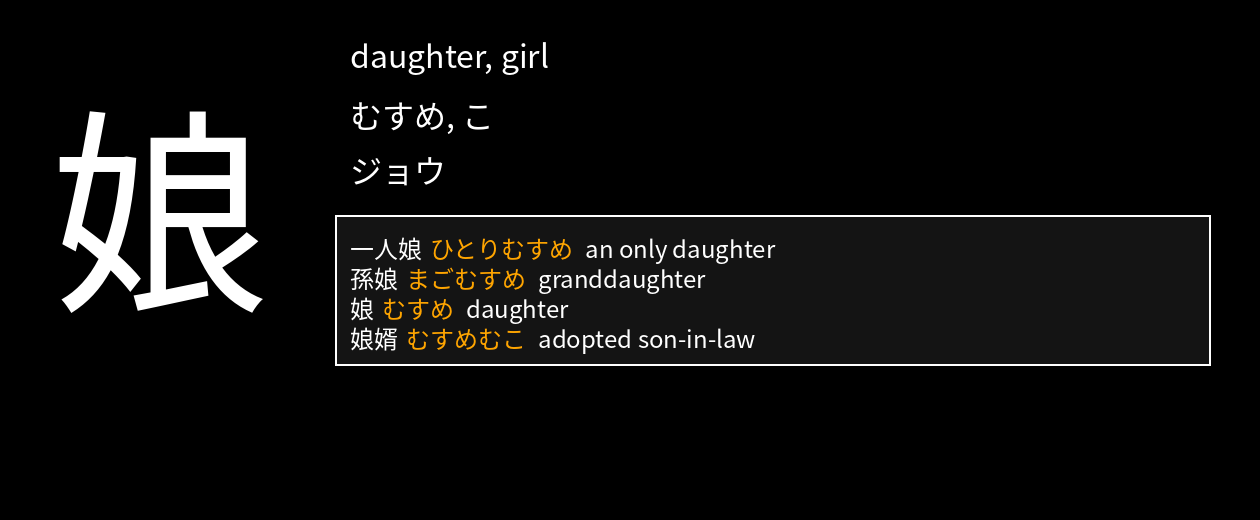 娘
daughter, girl
むすめ, こ
ジョウ
一人娘 ひとりむすめ an only daughter
孫娘 まごむすめ granddaughter
娘 むすめ daughter
娘婿 むすめむこ adopted son-in-law